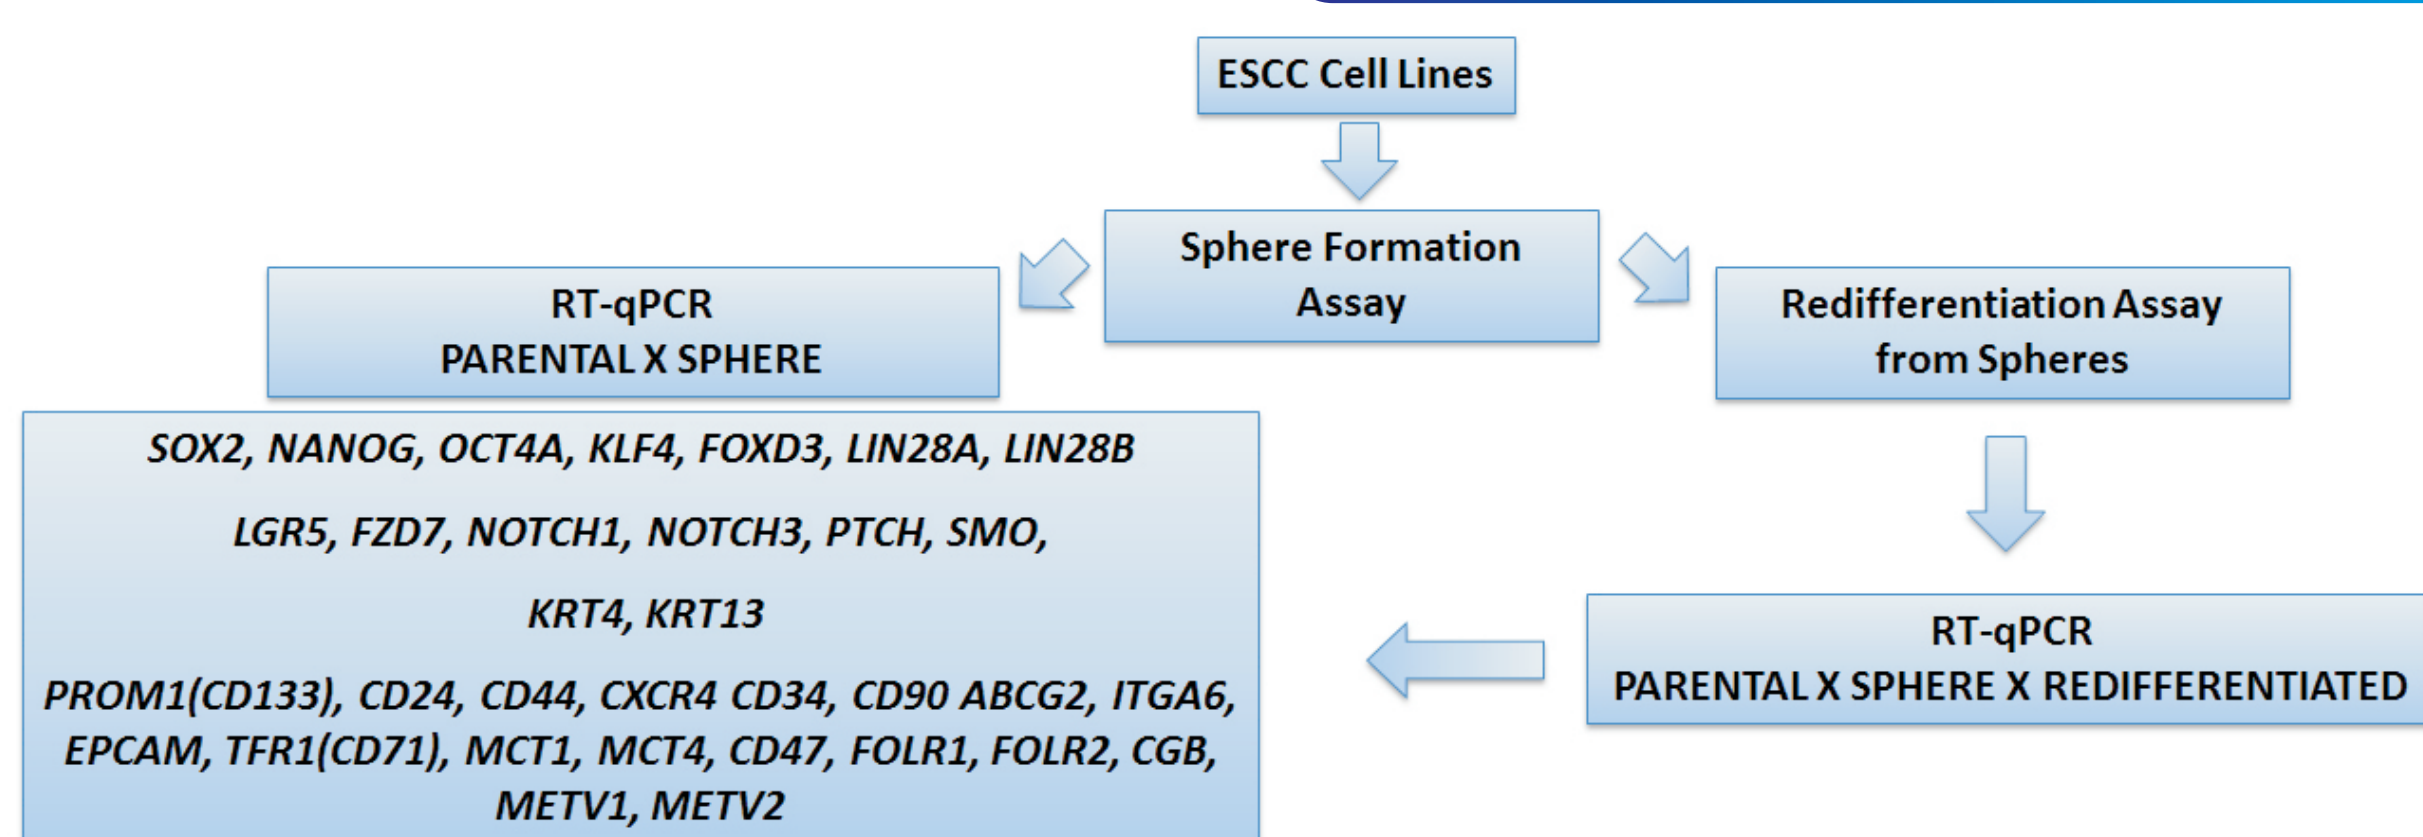 ESCC Cell Lines
Sphere Formation
Assay
RT-qPCR
PARENTAL X SPHERE
Redifferentiation Assay
from Spheres
SOX2, NANOG, OCT4A, KLF4, FOXD3, LIN28A, LIN28B
LGR5, FZD7, NOTCH1, NOTCH3, PTCH, SMO,
KRT4, KRT13
PROM1(CD133), CD24, CD44, CXCR4 CD34, CD90 ABCG2, ITGA6,
EPCAM, TFR1(CD71), MCT1, MCT4, CD47, FOLR1, FOLR2, CGB,
METV1, METV2
RT-qPCR
PARENTAL X SPHERE X REDIFFERENTIATED